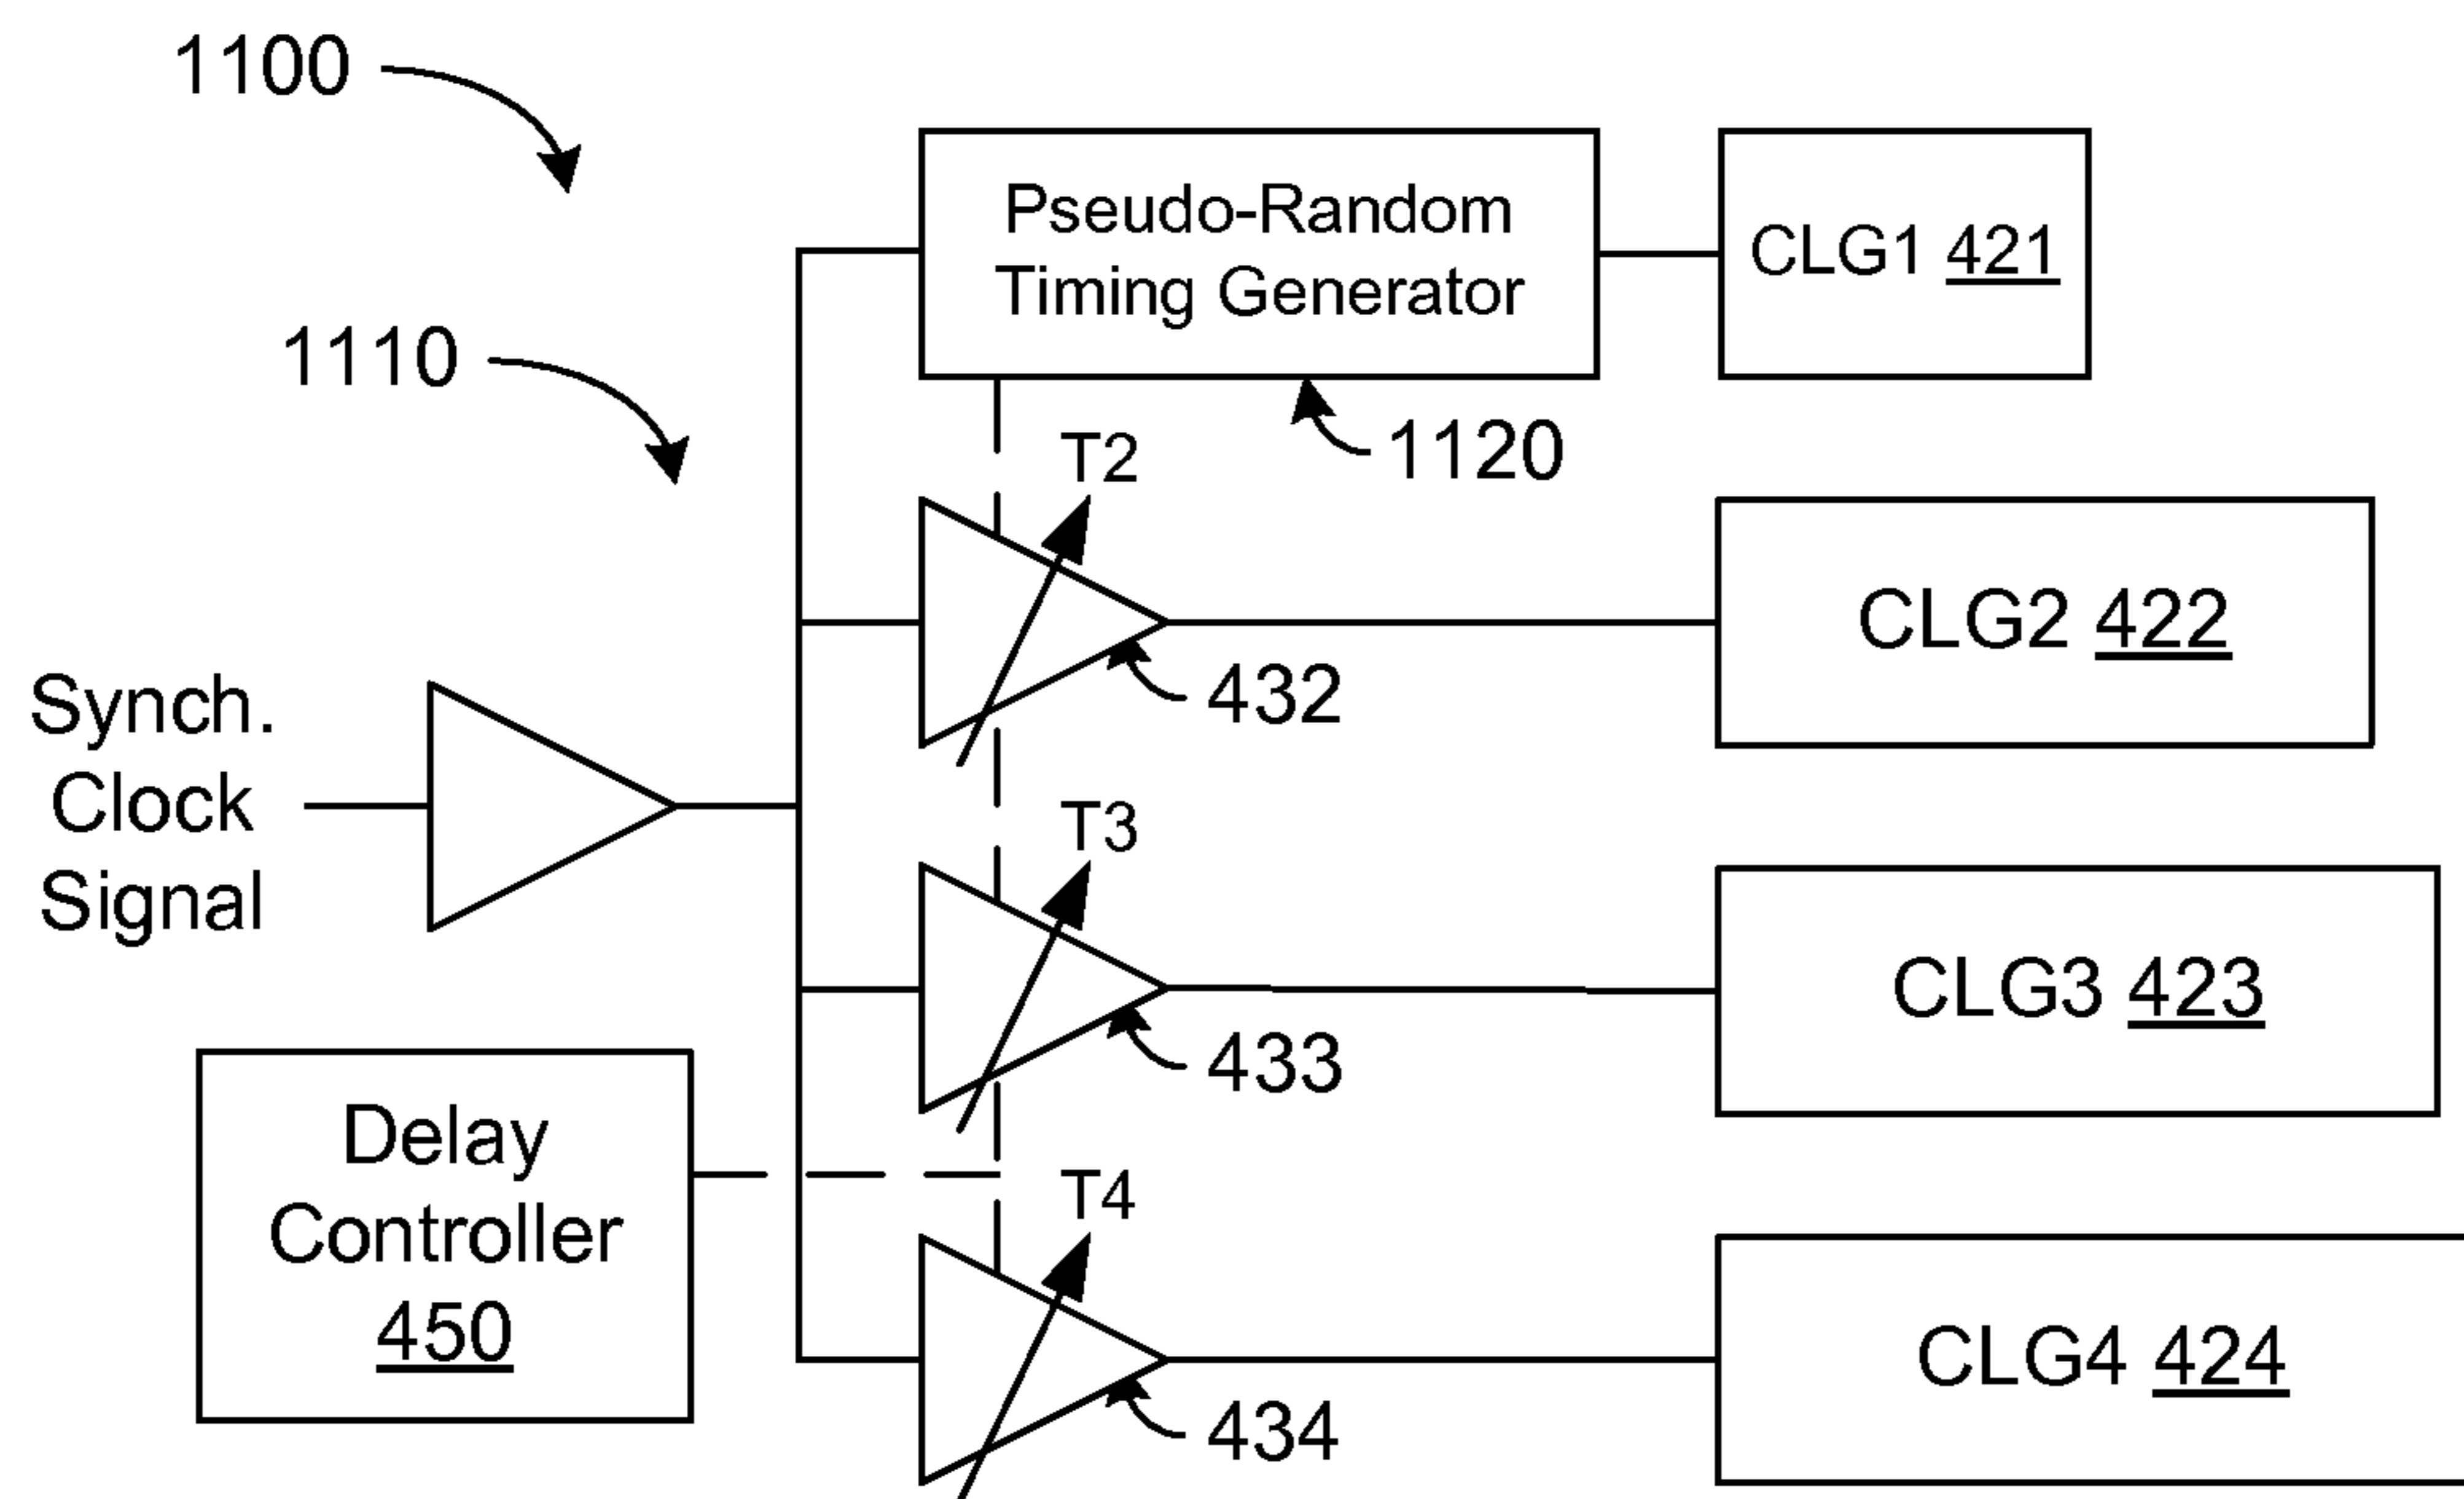 1100
Pseudo-Random
Timing Generator
CLG1 421
1110
1120
T2
CLG2 422
432
Synch.
Clock
Signal
T3
CLG3 423
433
Delay
Controller
450
T4
CLG4 424
434